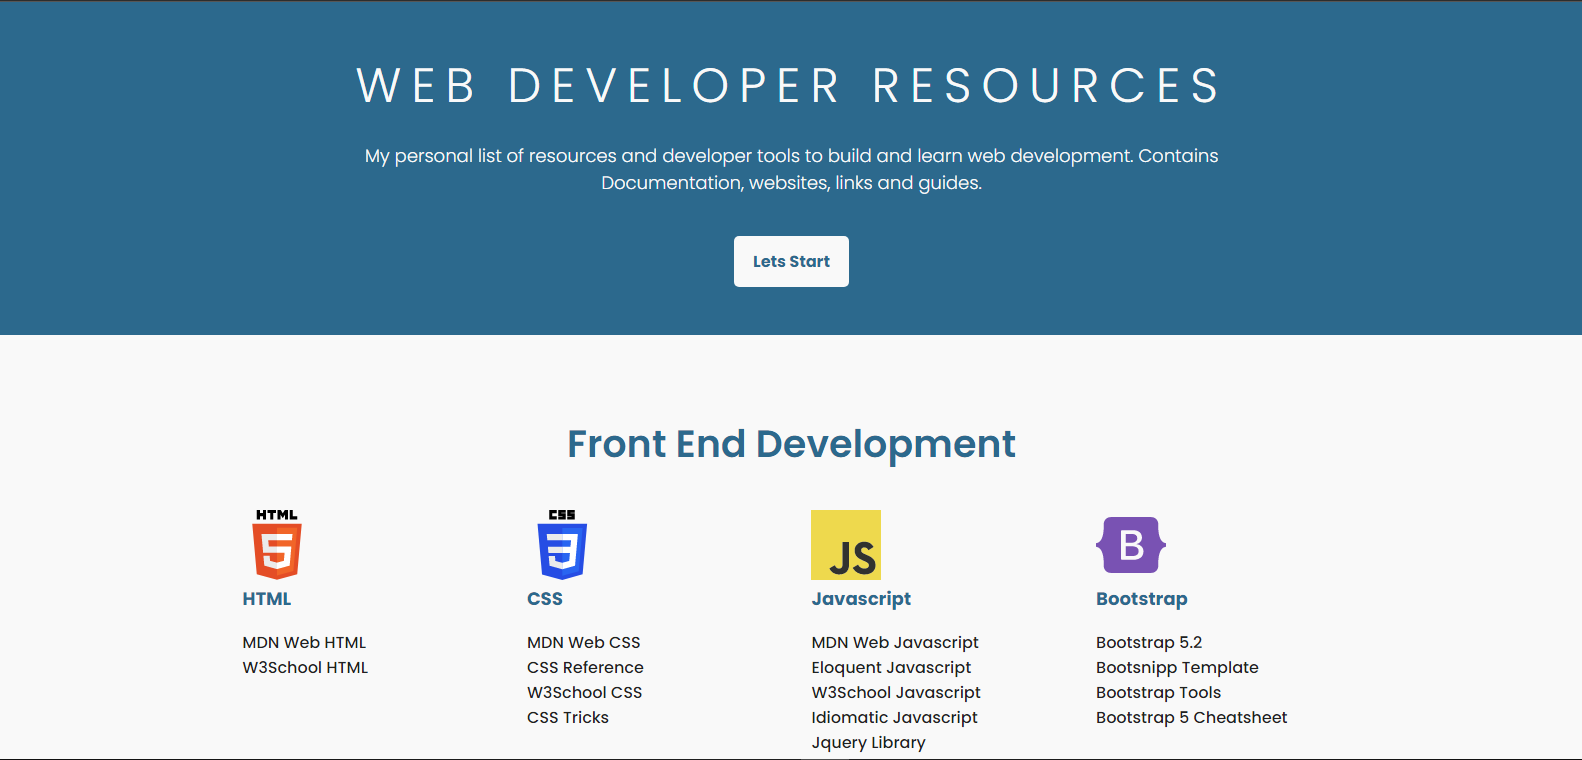 WEB DEVELOPER RESOURCES
My personal list of resources and developer tools to build and learn web development. Contains
Documentation, websites, links and guides.
Lets Start
Front End Development
HTML
5
HTML
MDN Web HTML
W3School HTML
CSS
3
CSS
MDN Web CSS
CSS Reference
W3School CSS
CSS Tricks
JS
Javascript
MDN Web Javascript
Eloquent Javascript
W3School Javascript
Idiomatic Javascript
Jquery Library
B
Bootstrap
Bootstrap 5.2
Bootsnipp Template
Bootstrap Tools
Bootstrap 5 Cheatsheet